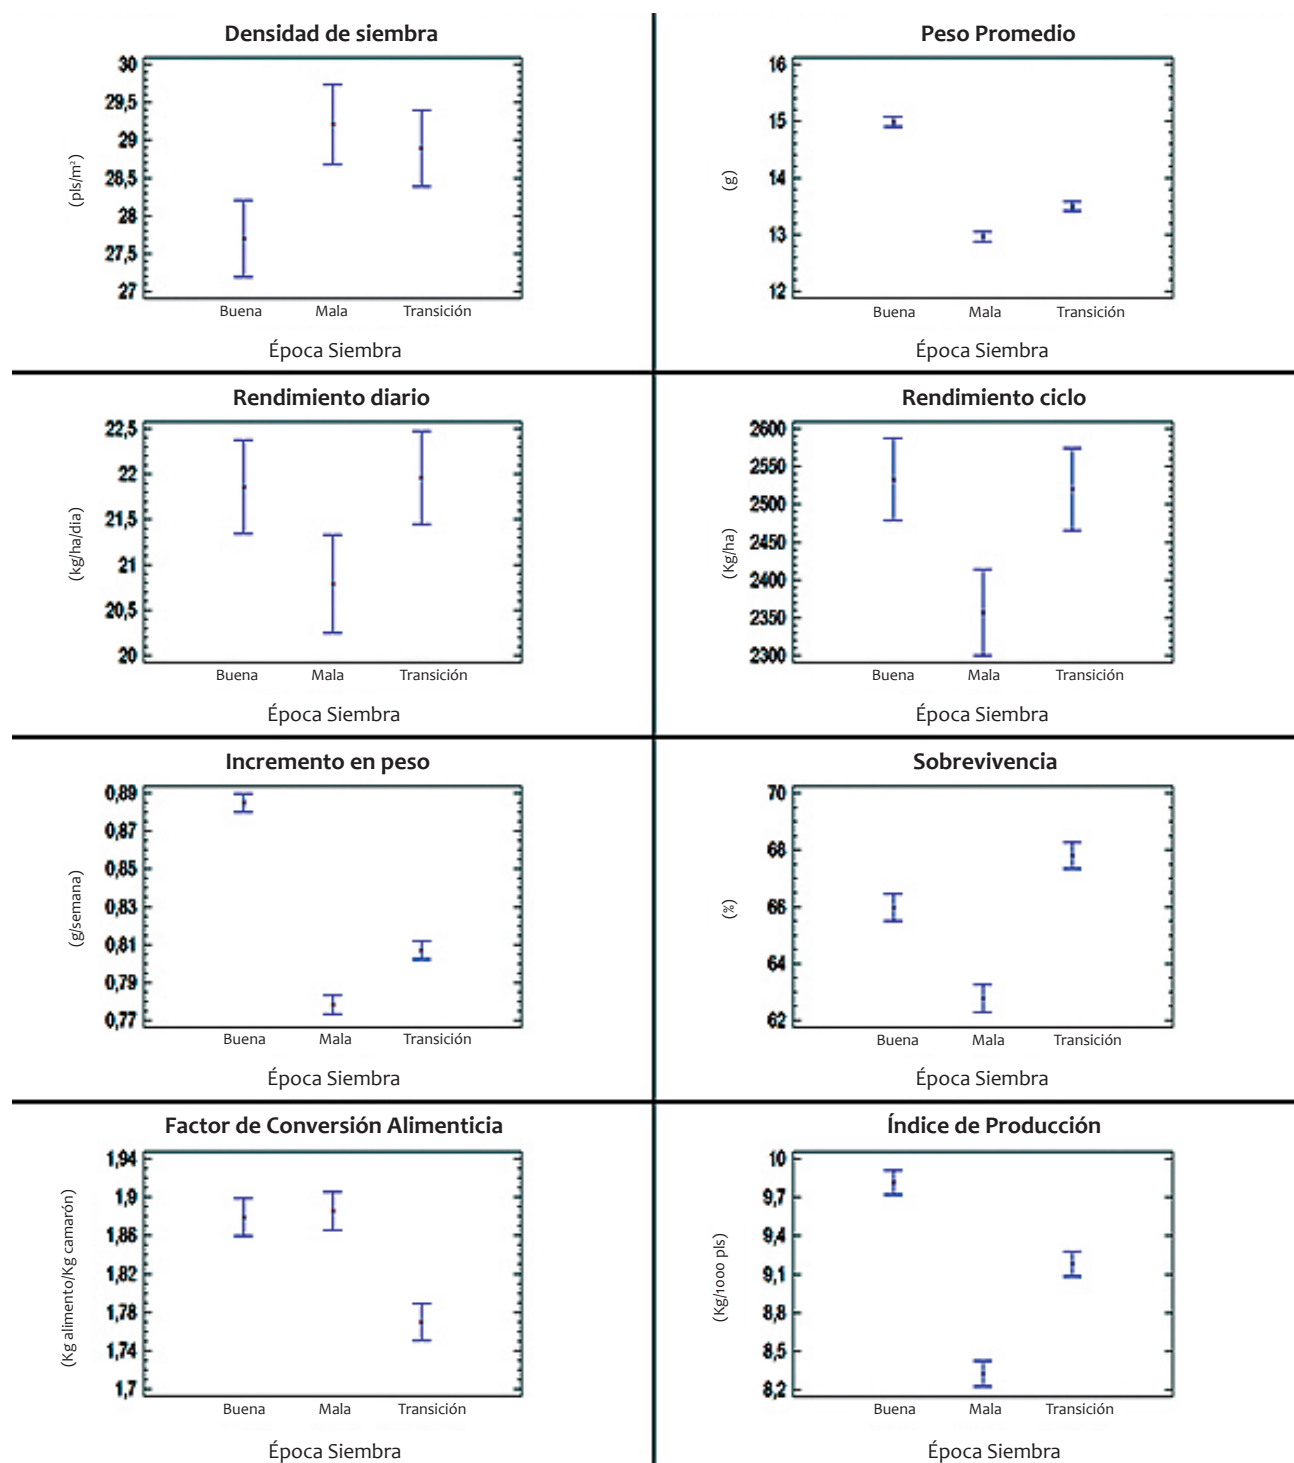 Densidad de siembra
30
29,5
29
28,5
28
27,5
27
(pls/m²)
Buena Mala Transición
Época Siembra
Peso Promedio
16
15
14
13
12
(g)
Buena Mala Transición
Época Siembra
Rendimiento diario
22,5
22
21,5
21
20,5
20
(kg/ha/dia)
Buena Mala Transición
Época Siembra
Rendimiento ciclo
2600
2550
2500
2450
2400
2350
2300
(Kg/ha)
Buena Mala Transición
Época Siembra
Incremento en peso
0,89
0,87
0,85
0,83
0,81
0,79
0,77
(g/semana)
Buena Mala Transición
Época Siembra
Sobrevivencia
70
68
66
64
62
(%)
Buena Mala Transición
Época Siembra
Factor de Conversión Alimenticia
1,94
1,9
1,86
1,82
1,78
1,74
1,7
(Kg alimento/Kg camarón)
Buena Mala Transición
Época Siembra
Índice de Producción
10
9,7
9,4
9,1
8,8
8,5
8,2
(Kg/1000 pls)
Buena Mala Transición
Época Siembra